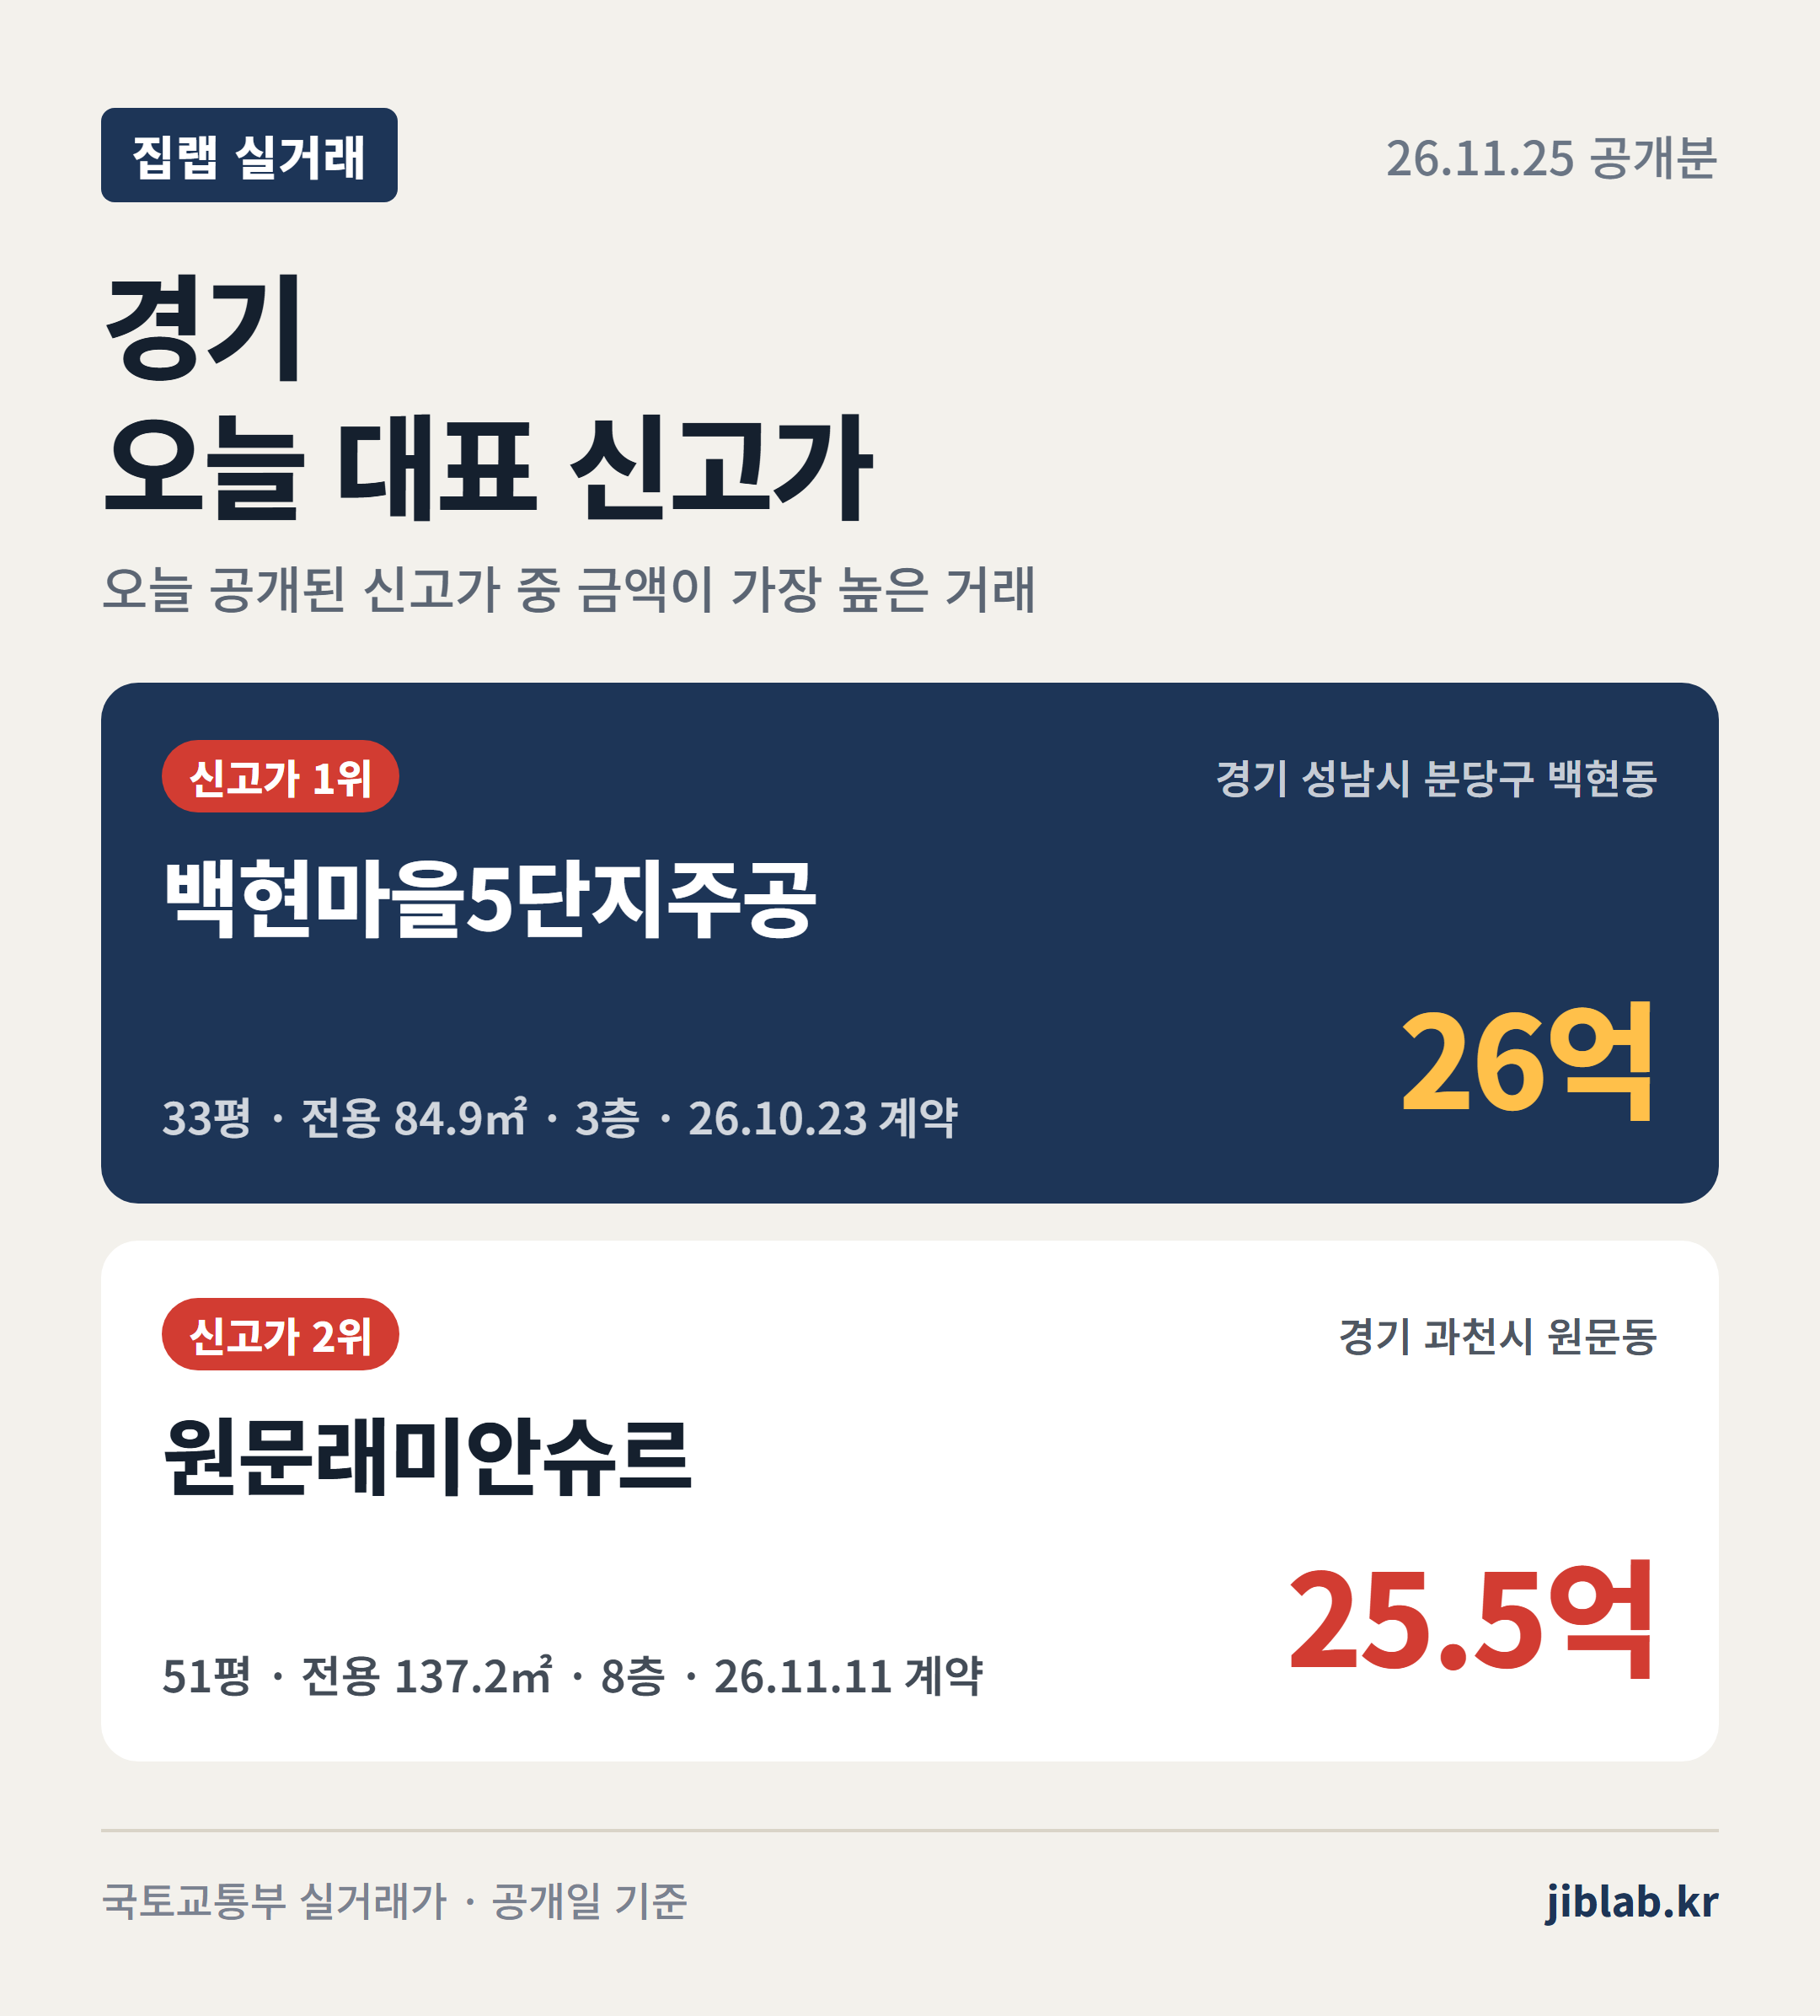 집랩 실거래
26.11.25 공개분
경기
오늘 대표 신고가
오늘 공개된 신고가 중 금액이 가장 높은 거래
신고가 1위
경기 성남시 분당구 백현동
백현마을5단지주공
26억
33평 · 전용 84.9㎡ · 3층 · 26.10.23 계약
신고가 2위
경기 과천시 원문동
원문래미안슈르
25.5억
51평 · 전용 137.2㎡ · 8층 · 26.11.11 계약
국토교통부 실거래가 · 공개일 기준
jiblab.kr